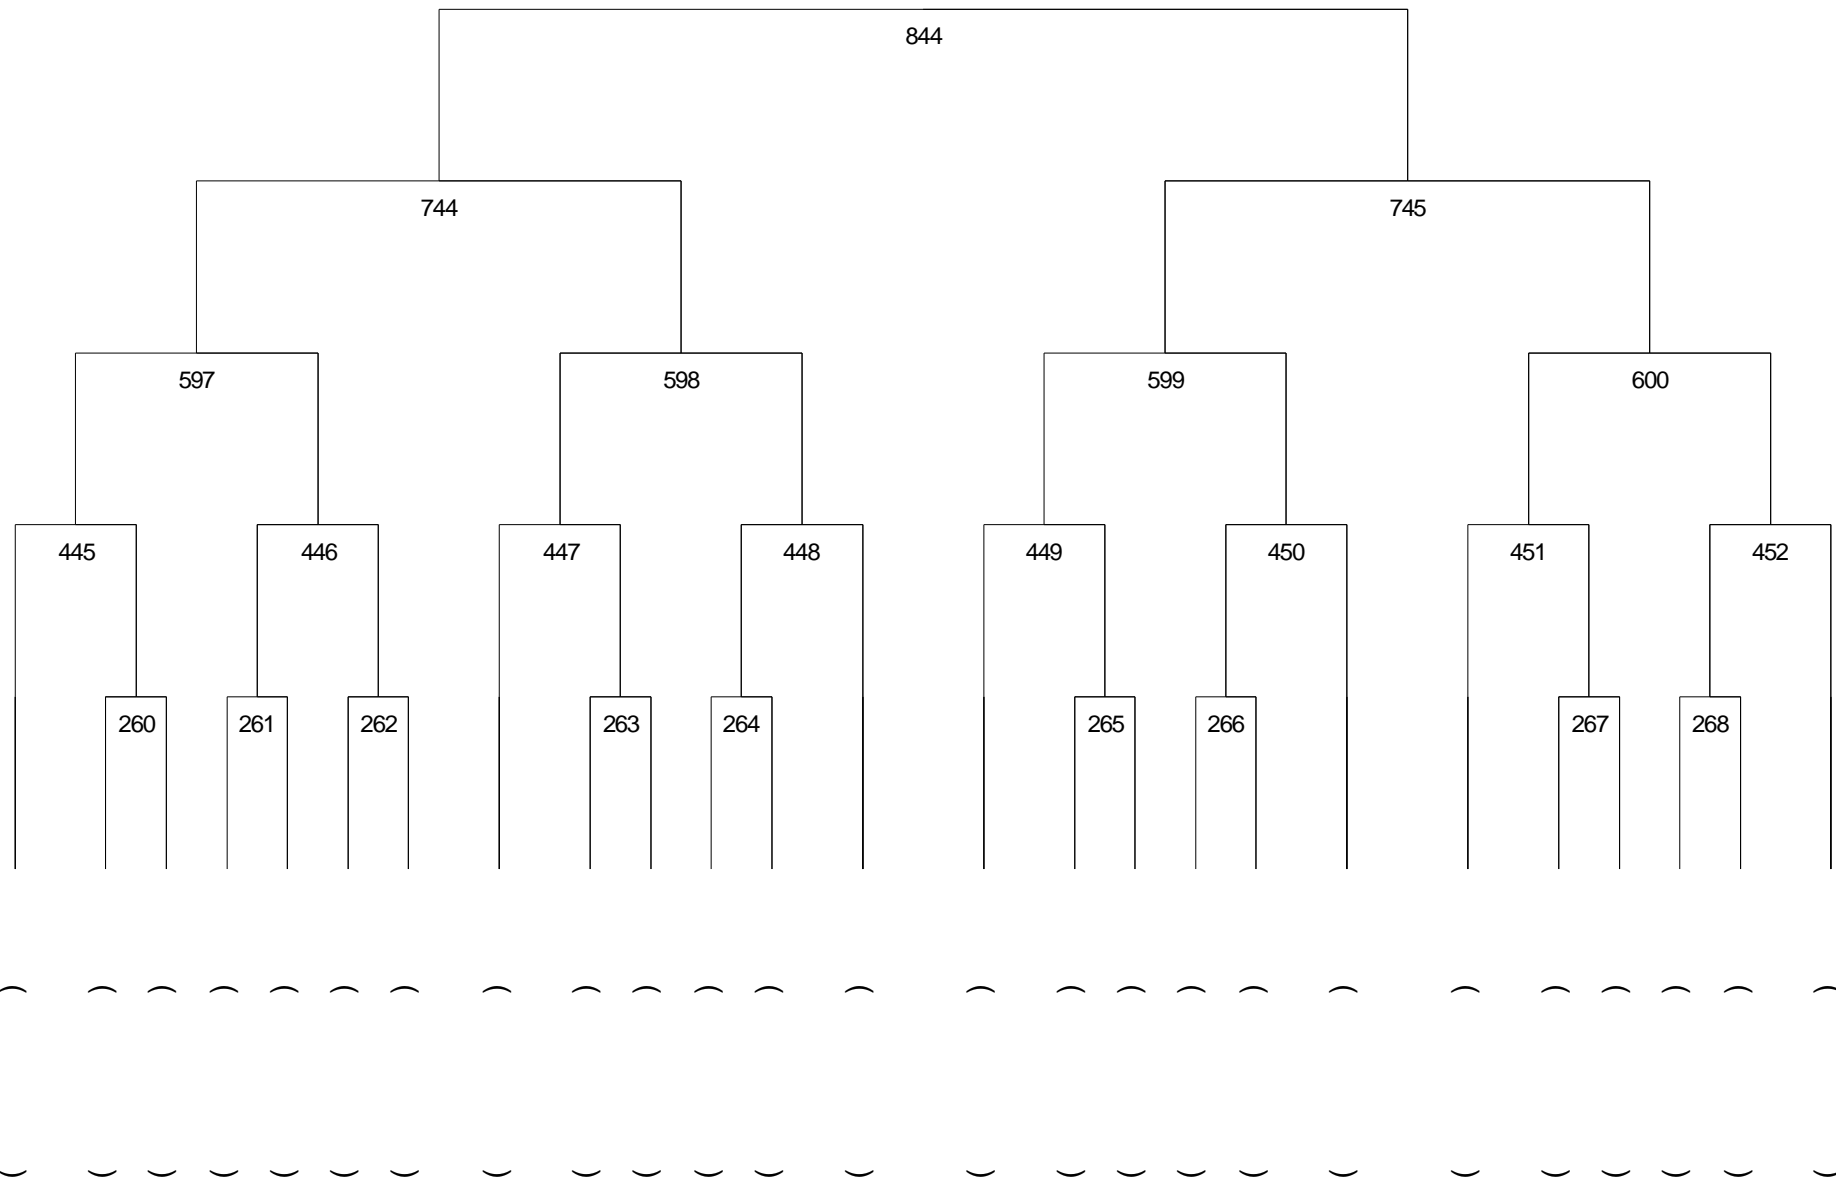 844
744 745
597 598 599 600
445 446 447 448 449 450 451 452
260 261 262 263 264 265 266 267 268
( ( ( ( ( ( ( ( ( ( ( ( ( ( ( ( ( ( ( ( ( ( ( ( (
) ) ) ) ) ) ) ) ) ) ) ) ) ) ) ) ) ) ) ) ) ) ) ) )